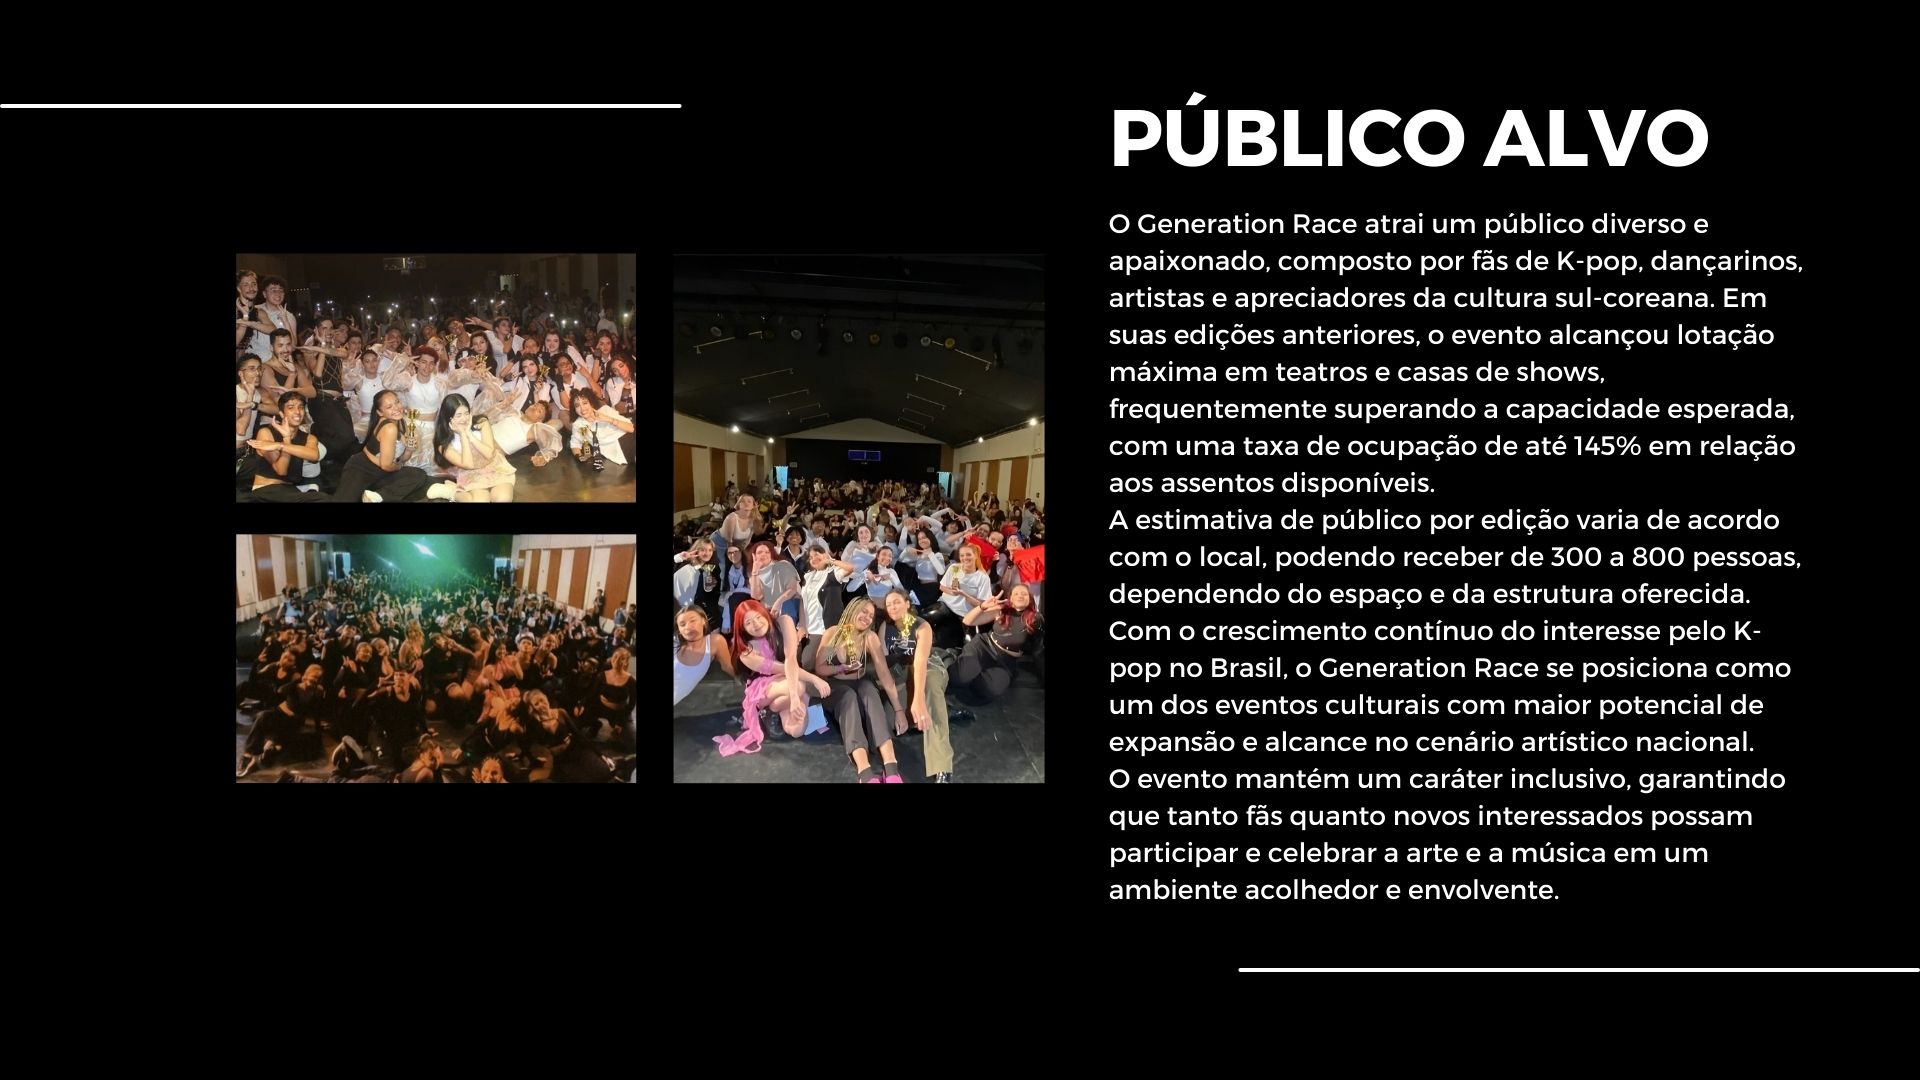 PÚBLICO ALVO
O Generation Race atrai um público diverso e
apaixonado, composto por fãs de K-pop, dançarinos,
artistas e apreciadores da cultura sul-coreana. Em
suas edições anteriores, o evento alcançou lotação
máxima em teatros e casas de shows,
frequentemente superando a capacidade esperada,
com uma taxa de ocupação de até 145% em relação
aos assentos disponíveis.
A estimativa de público por edição varia de acordo
com o local, podendo receber de 300 a 800 pessoas,
dependendo do espaço e da estrutura oferecida.
Com o crescimento contínuo do interesse pelo K-
pop no Brasil, o Generation Race se posiciona como
um dos eventos culturais com maior potencial de
expansão e alcance no cenário artístico nacional.
O evento mantém um caráter inclusivo, garantindo
que tanto fãs quanto novos interessados possam
participar e celebrar a arte e a música em um
ambiente acolhedor e envolvente.